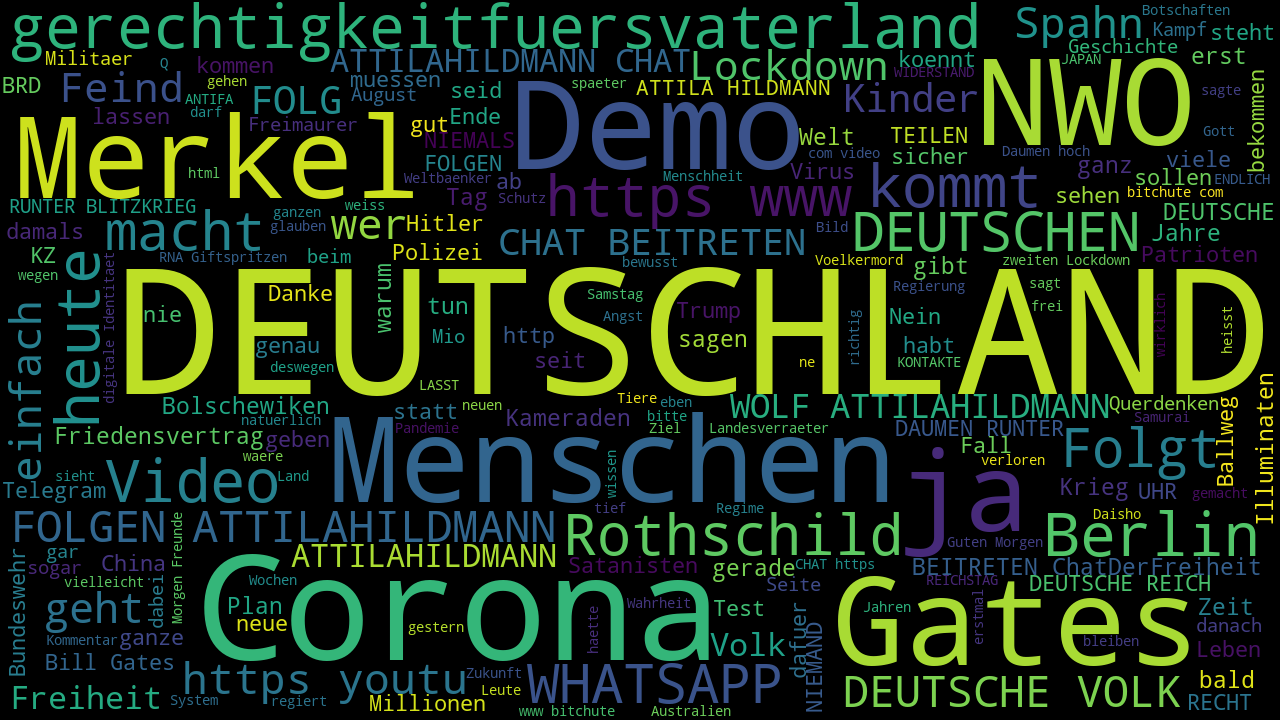 gerechtigkeitfuersvaterland
Spahn
Botschaften
Kampf
steht
Militaer
Q
kommen
ATTILAHILDMANN CHAT
Lockdown
koennt
Geschichte
JAPAN
erst
BRD
Feind
gehen
ANTIFA
darf
FOLG
muessen
August
seid
spaeter
ATTILA HILDMANN
WIDERSTAND
Kinder
NWO
sagte
bekommen
lassen
Freimaurer
gut
Ende
Demo
Welt
TEILEN
Gott
Merkel
NIEMALS
FOLGEN
com video
sicher
Daumen hoch
ganz
viele
html
Weltbaenker
ab
Menschheit
Virus
sollen
ENDLICH
Tag
Schutz
https www
kommt
sehen
bitchute com
RUNTER BLITZKRIEG
ganzen
weiss
Hitler
DEUTSCHEN
DEUTSCHE
damals
macht
glauben
wer
Bild
Jahre
KZ
RNA Giftspritzen
beim
Polizei
CHAT BEITRETEN
Voelkermord
gibt
zweiten Lockdown
Patrioten
wegen
heute
digitale Identitaet
warum
bewusst
Regierung
sagt
DEUTSCHLAND
Danke
Samstag
frei
nie
tun
Angst
Trump
Nein
wirklich
heisst
einfach
genau
Mio
http
sagen
richtig
habt
deswegen
seit
ne
KONTAKTE
LASST
Bolschewiken
statt
neuen
Tiere
eben
WOLF ATTILAHILDMANN
Querdenken
natuerlich
Kameraden
bitte
Samurai
Friedensvertrag
geben
Pandemie
Ziel
Landesverraeter
DAUMEN RUNTER
waere
Menschen
wissen
Fall
Folgt
Ballweg
Illuminaten
sieht
Land
verloren
Telegram
Video
ja
Krieg
UHR
gemacht
tief
Regime
FOLGEN ATTILAHILDMANN
Rothschild
Daisho
Berlin
Morgen Freunde
Guten Morgen
Bundeswehr
gar
sogar
China
ATTILAHILDMANN
Satanisten
gerade
CHAT https
BEITRETEN ChatDerFreiheit
vielleicht
dabei
Wochen
Corona
Seite
REICHSTAG
DEUTSCHE REICH
geht
Plan
Wahrheit
Test
Gates
Jahren
Zeit
neue
gestern
haette
dafuer
NIEMAND
erstmal
danach
Kommentar
ganze
Volk
bleiben
Leben
Bill Gates
https youtu
Zukunft
WHATSAPP
bald
Freiheit
System
regiert
Millionen
Leute
DEUTSCHE VOLK
RECHT
www bitchute
Australien